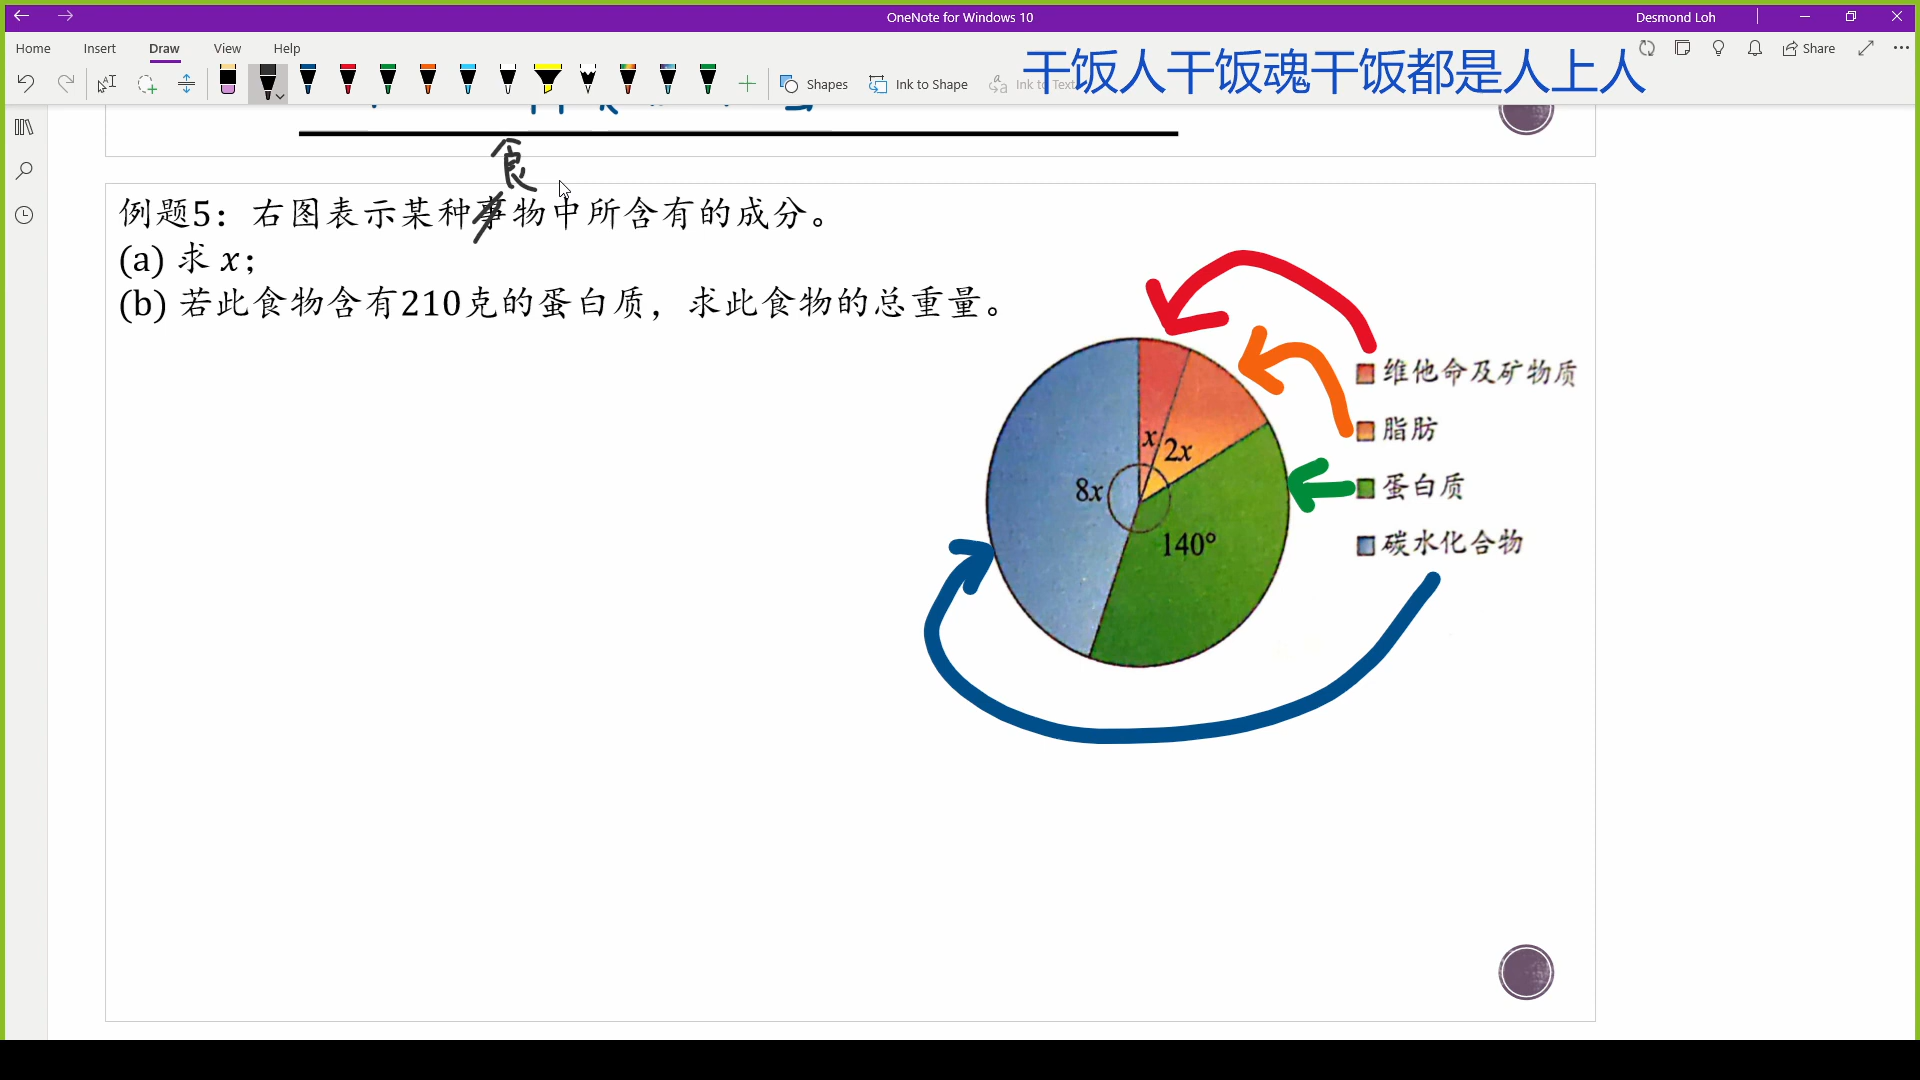 OneNote for Windows 10
Desmond Loh
Home Insert Draw View Help
Share
干饭人干饭魂干饭都是人上人
Shapes
Ink to Shape
Ink to Text
食
例题5：右图表示某种事物中所含有的成分。
(a) 求 x；
(b) 若此食物含有210克的蛋白质，求此食物的总重量。
维他命及矿物质
脂肪
蛋白质
碳水化合物
x
2x
8x
140°